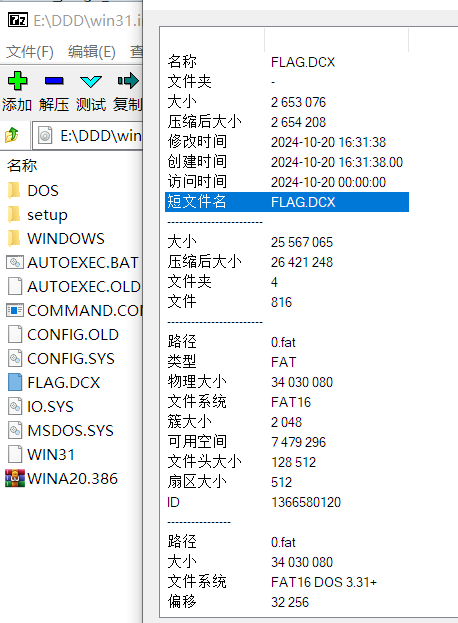 E:\DDD\win31.i
文件(F) 编辑(E) 查
添加 解压 测试 复制
E:\DDD\win
名称
DOS
setup
WINDOWS
AUTOEXEC.BAT
AUTOEXEC.OLD
COMMAND.CO
CONFIG.OLD
CONFIG.SYS
FLAG.DCX
IO.SYS
MSDOS.SYS
WIN31
WINA20.386
名称 FLAG.DCX
文件夹 -
大小 2 653 076
压缩后大小 2 654 208
修改时间 2024-10-20 16:31:38
创建时间 2024-10-20 16:31:38.00
访问时间 2024-10-20 00:00:00
短文件名 FLAG.DCX
------------------------
大小 25 567 065
压缩后大小 26 421 248
文件夹 4
文件 816
------------------------
路径 0.fat
类型 FAT
物理大小 34 030 080
文件系统 FAT16
簇大小 2 048
可用空间 7 479 296
文件头大小 128 512
扇区大小 512
ID 1366580120
----------------
路径 0.fat
大小 34 030 080
文件系统 FAT16 DOS 3.31+
偏移 32 256